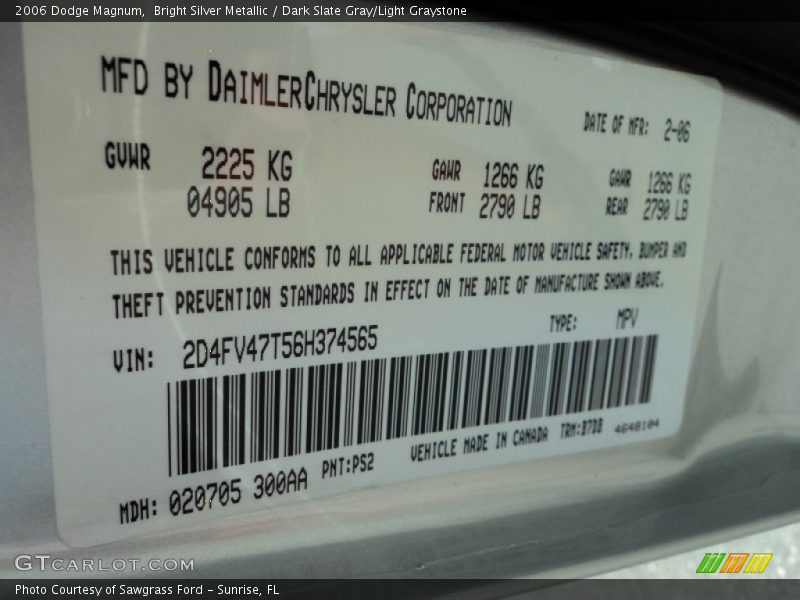 2006 Dodge Magnum,  Bright Silver Metallic / Dark Slate Gray/Light Graystone
MFD BY DAIMLERCHRYSLER CORPORATION
DATE OF MFR: 2-06
GVWR 2225 KG GAWR 1266 KG GAWR 1266 KG
04905 LB FRONT 2790 LB REAR 2790 LB
THIS VEHICLE CONFORMS TO ALL APPLICABLE FEDERAL MOTOR VEHICLE SAFETY, BUMPER AND
THEFT PREVENTION STANDARDS IN EFFECT ON THE DATE OF MANUFACTURE SHOWN ABOVE.
VIN: 2D4FV47T56H374565 TYPE: MPV
MDH: 020705 300AA PNT:PS2 VEHICLE MADE IN CANADA TRM:B7D8 4648104
GTCARLOT.COM
Photo Courtesy of Sawgrass Ford - Sunrise, FL